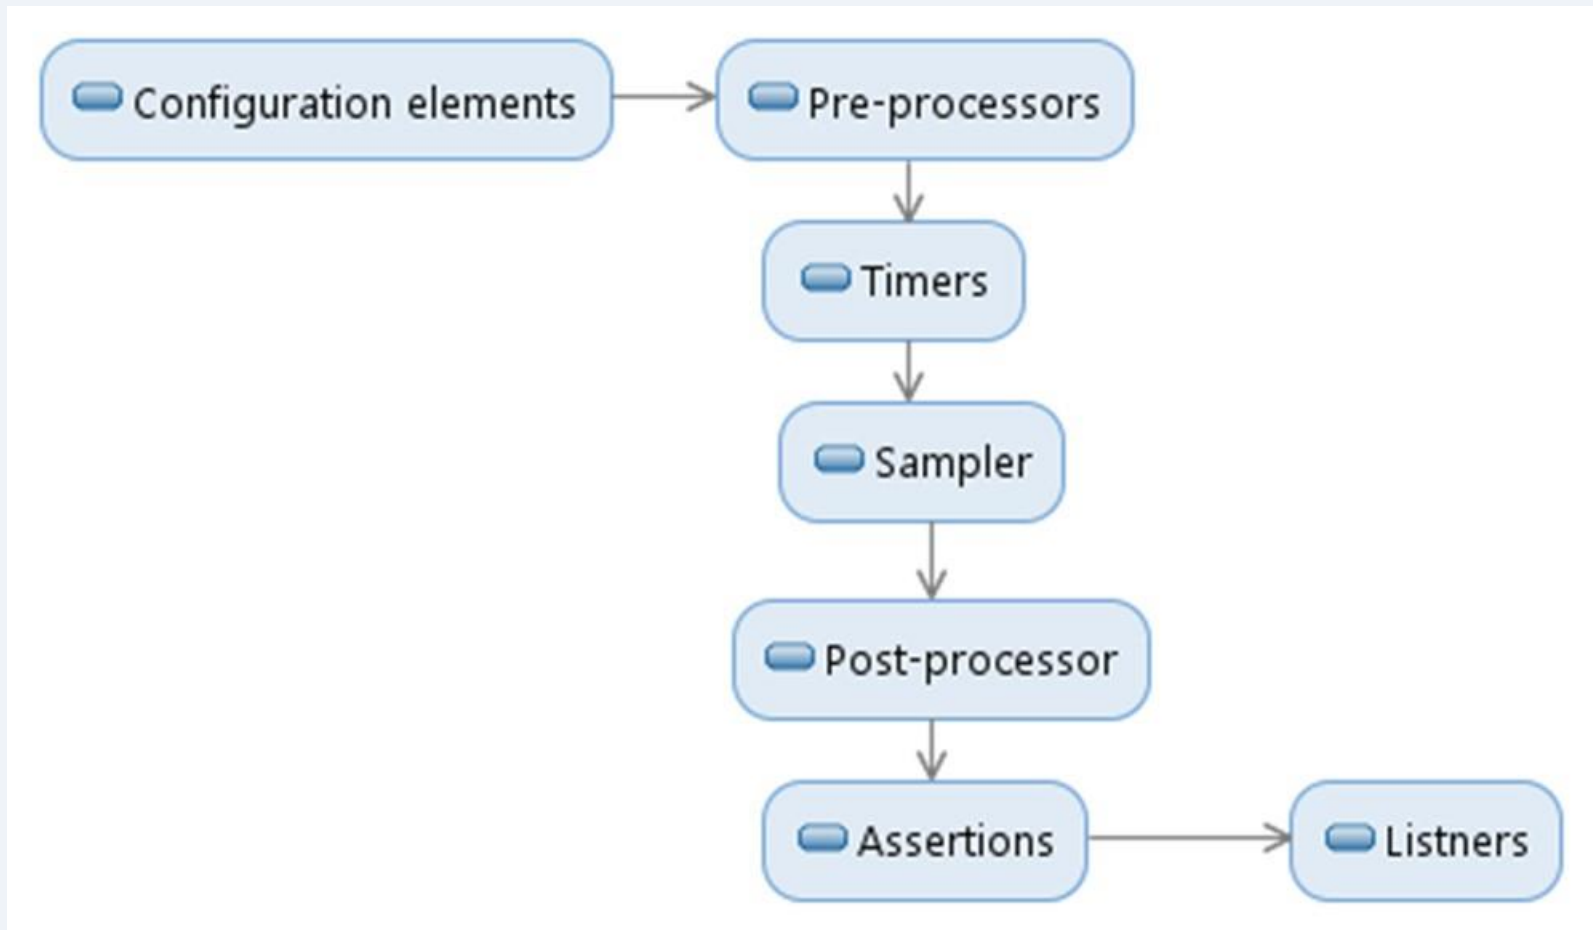 Configuration elements
Pre-processors
Timers
Sampler
Post-processor
Assertions
Listners